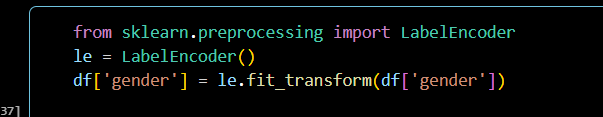 from sklearn.preprocessing import LabelEncoder
le = LabelEncoder()
df['gender'] = le.fit_transform(df['gender'])
37]